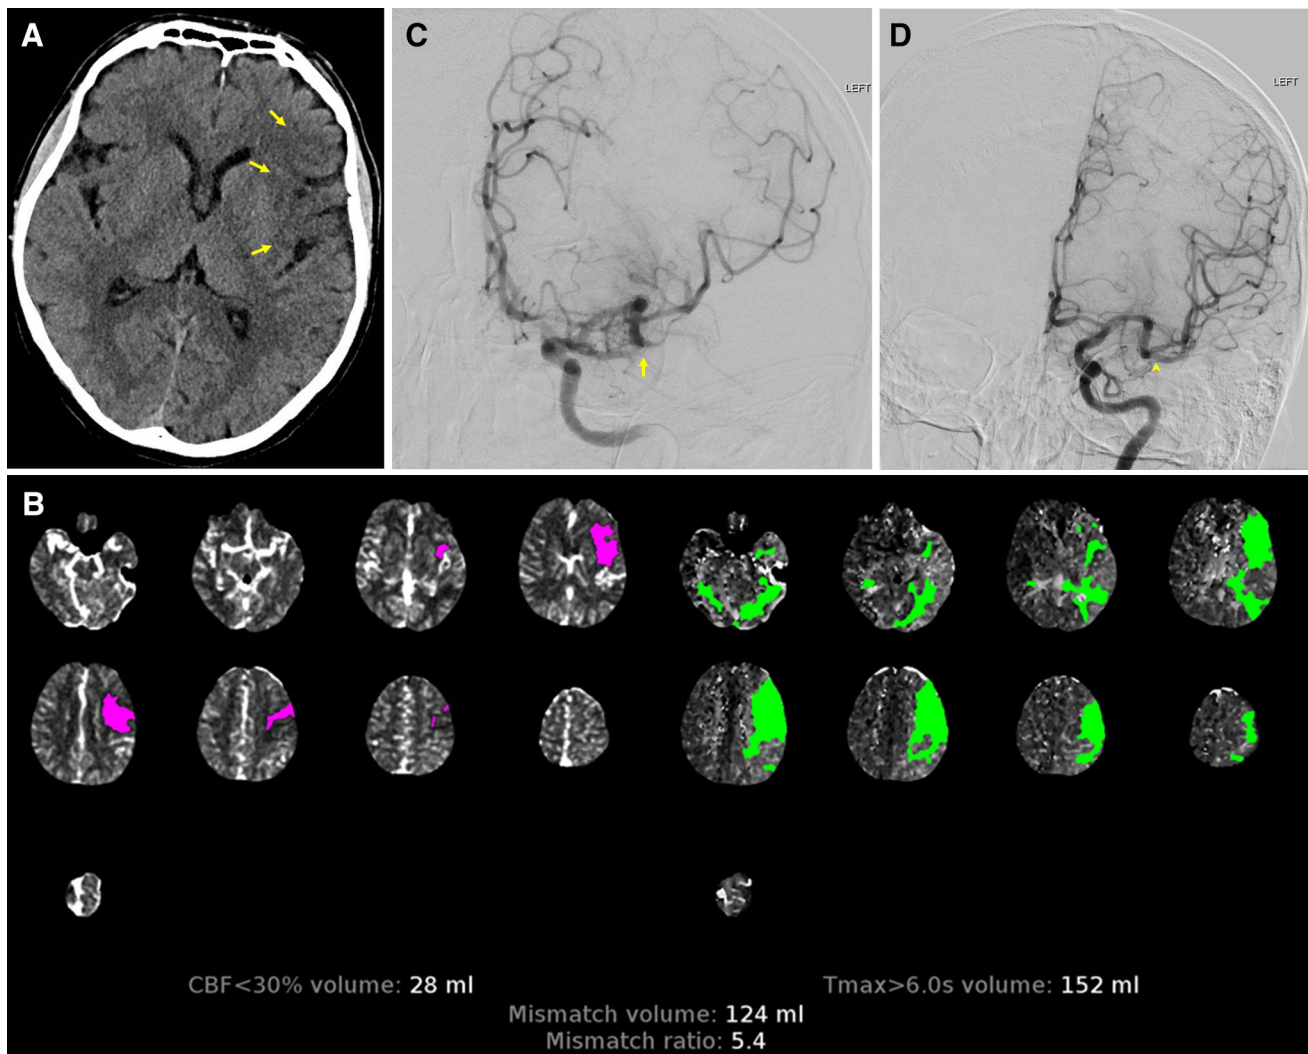 A
C
LEFT
D
LEFT
B
CBF<30% volume: 28 ml
Tmax>6.0s volume: 152 ml
Mismatch volume: 124 ml
Mismatch ratio: 5.4